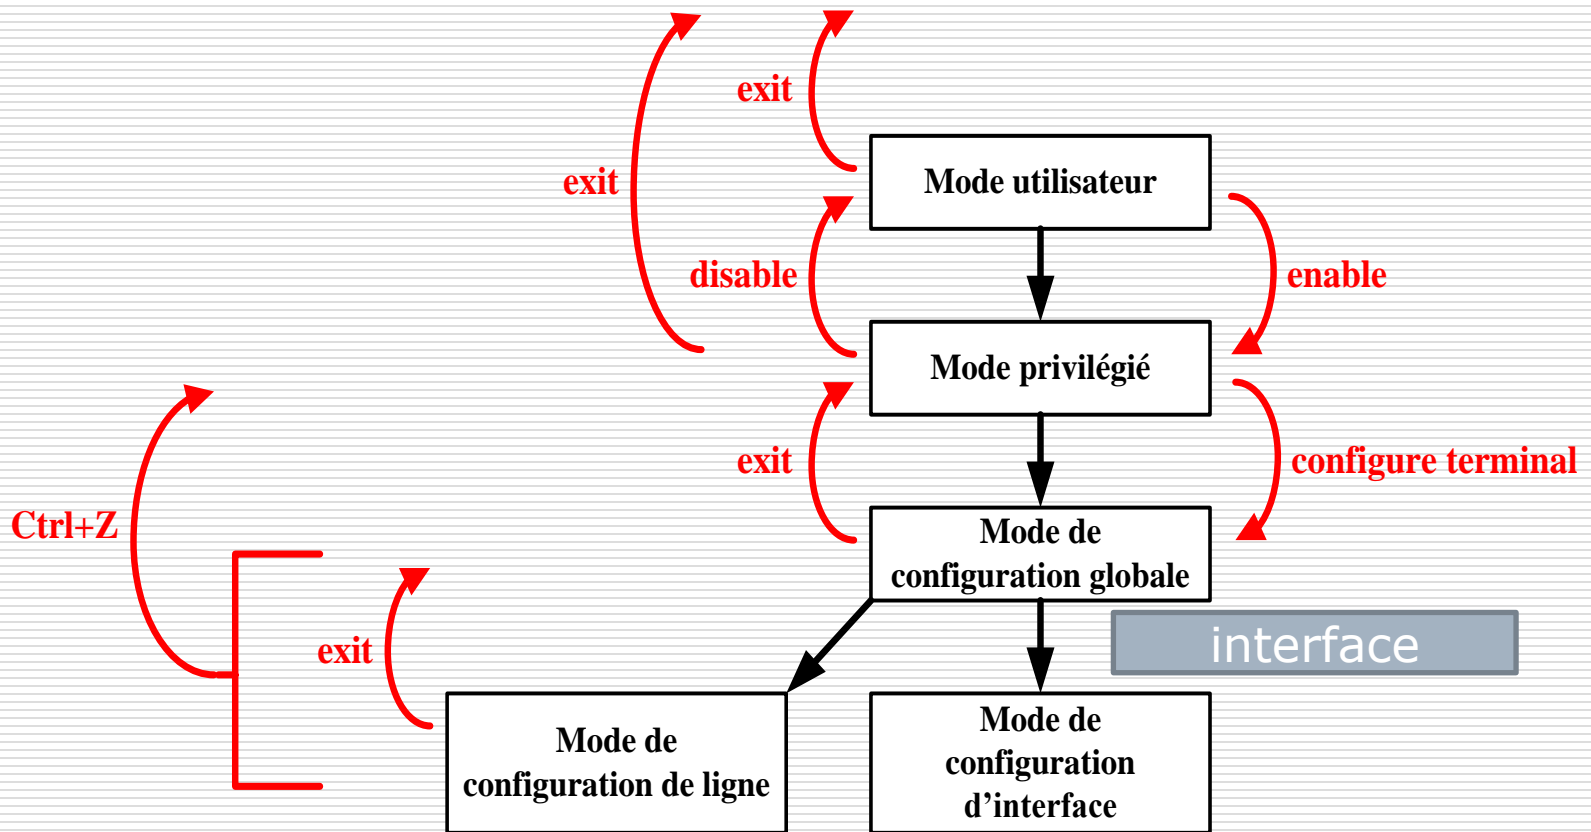 exit
Mode utilisateur
exit
disable
enable
Mode privilégié
exit
configure terminal
Ctrl+Z
Mode de
configuration globale
interface
exit
Mode de
configuration de ligne
Mode de
configuration
d’interface